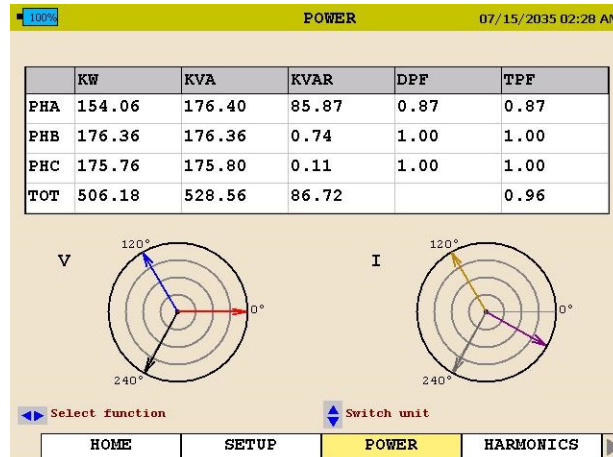 100% POWER 07/15/2035 02:28 AM
KW KVA KVAR DPF TPF
PHA 154.06 176.40 85.87 0.87 0.87
PHB 176.36 176.36 0.74 1.00 1.00
PHC 175.76 175.80 0.11 1.00 1.00
TOT 506.18 528.56 86.72 0.96
V 120° 0° 240°
I 120° 0° 240°
Select function Switch unit
HOME SETUP POWER HARMONICS